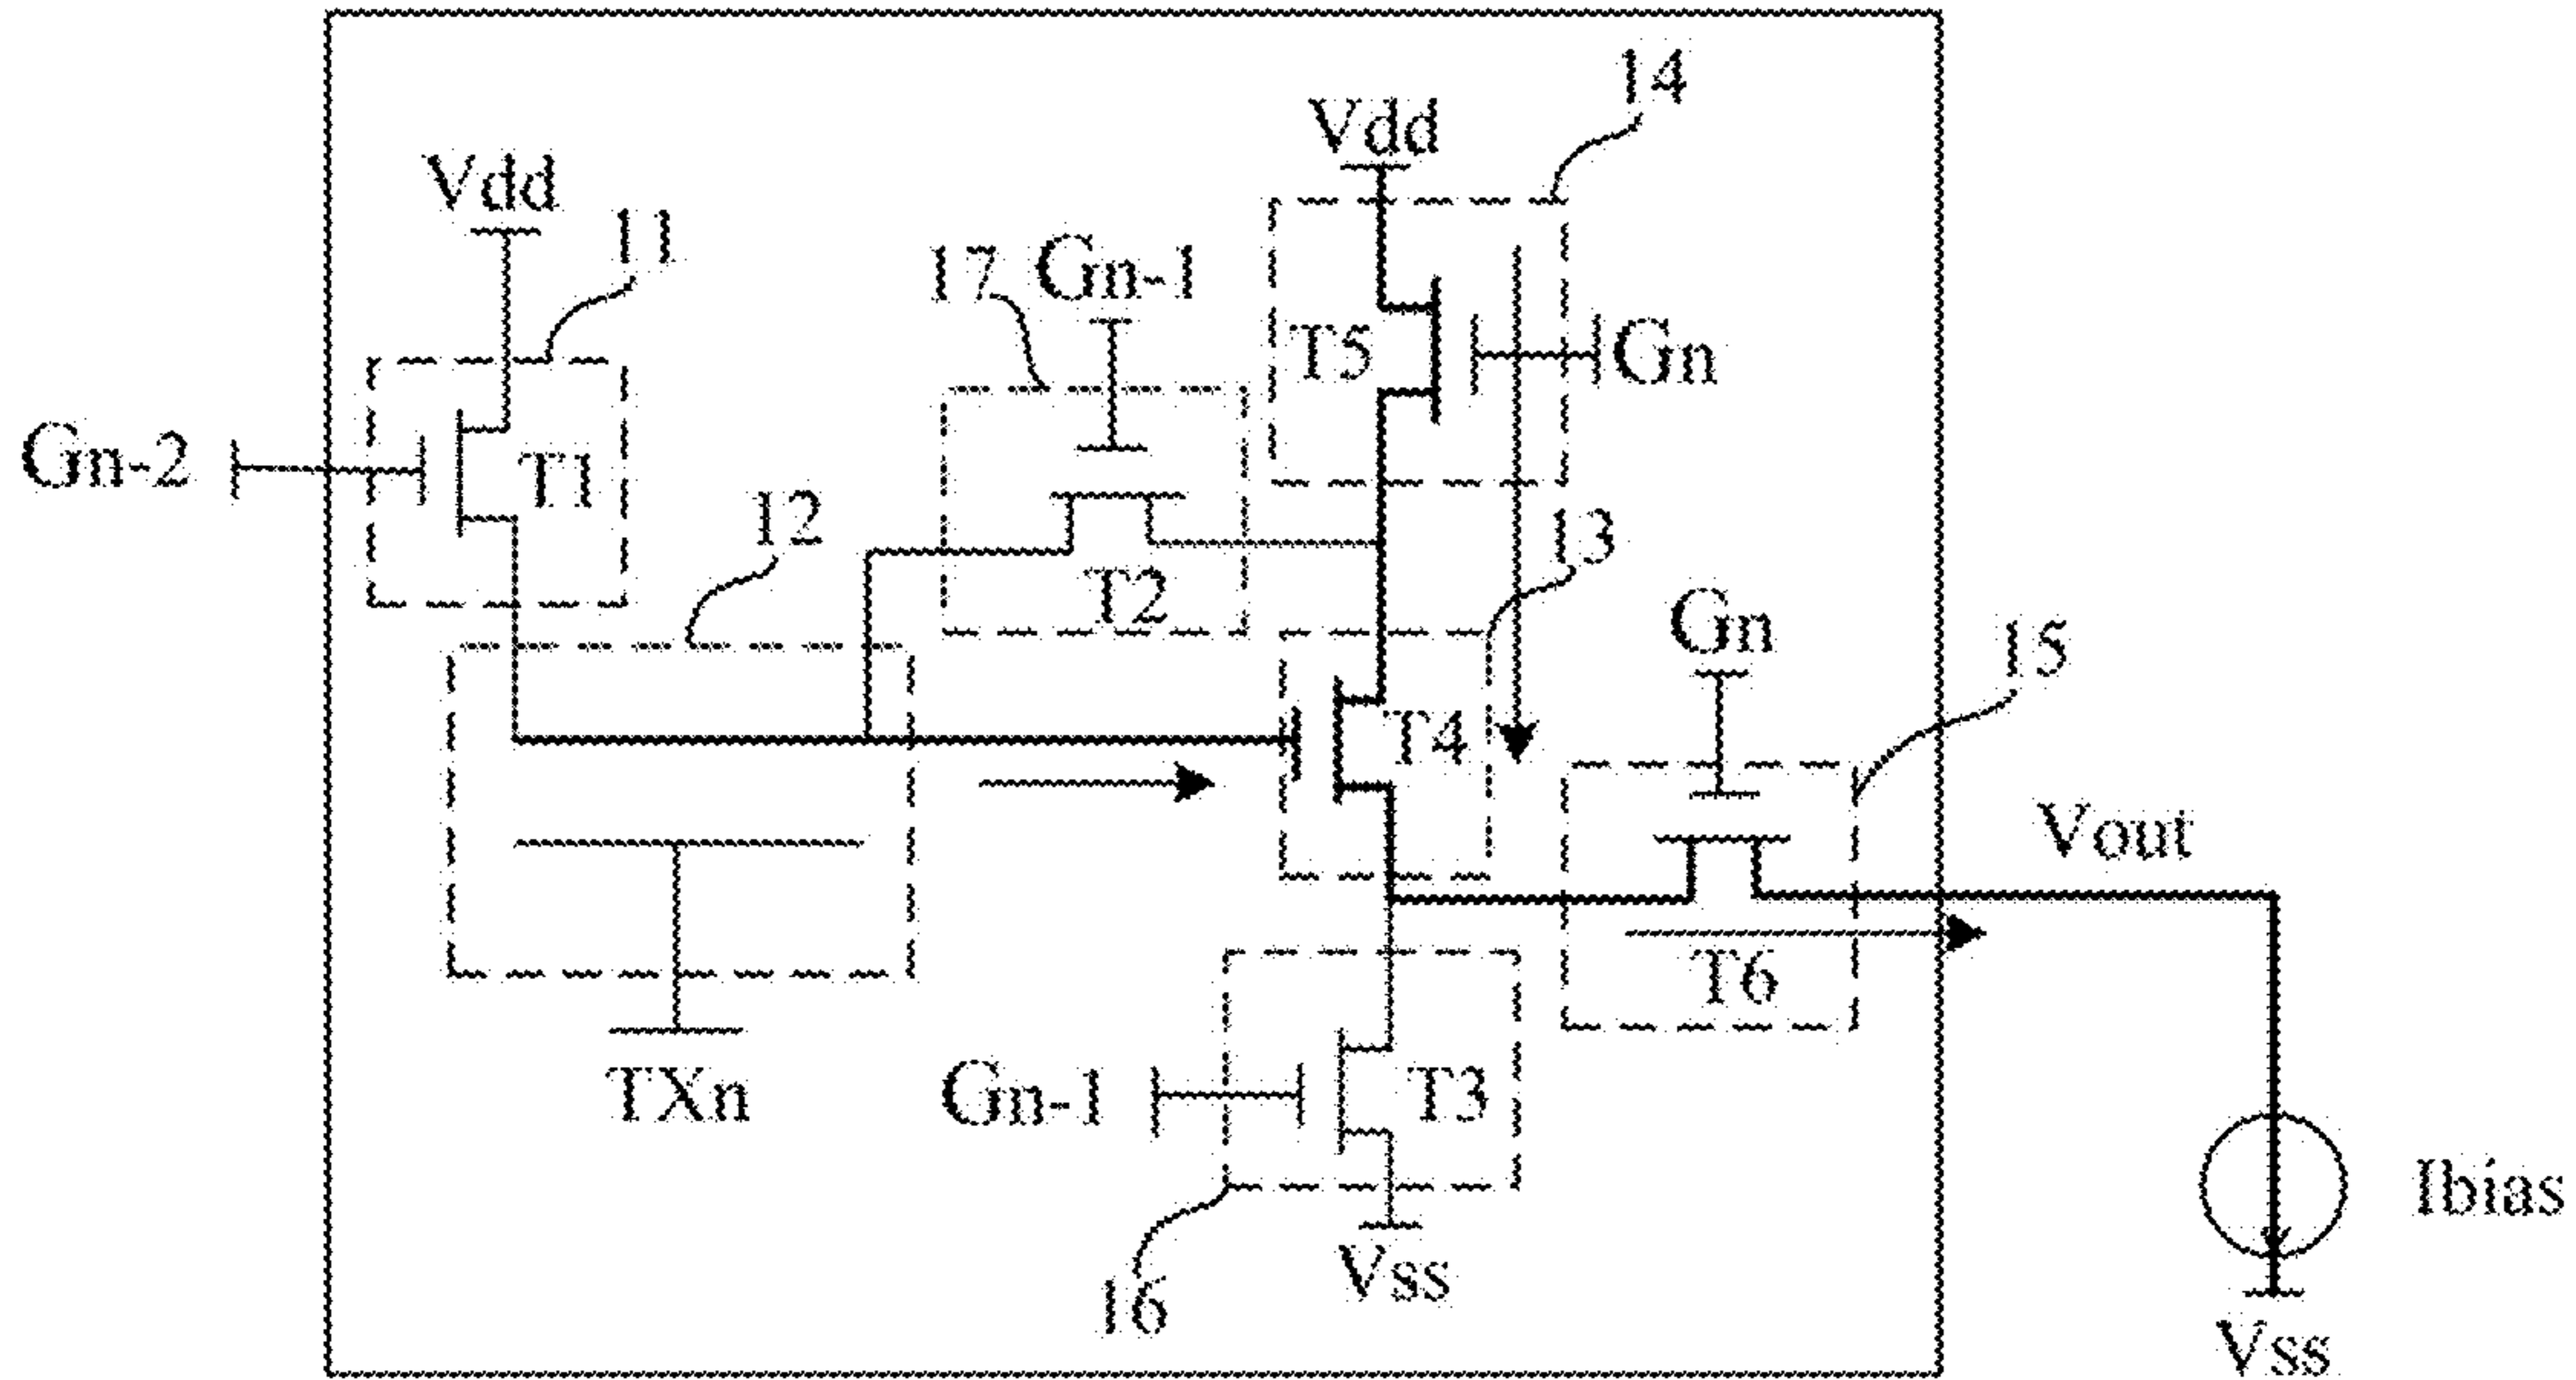 14
Vdd
Vdd
11
17
Gn-1
T5
Gn
Gn-2
T1
12
13
T2
Gn
15
T4
Vout
T6
TXn
Gn-1
T3
Ibias
Vss
16
Vss